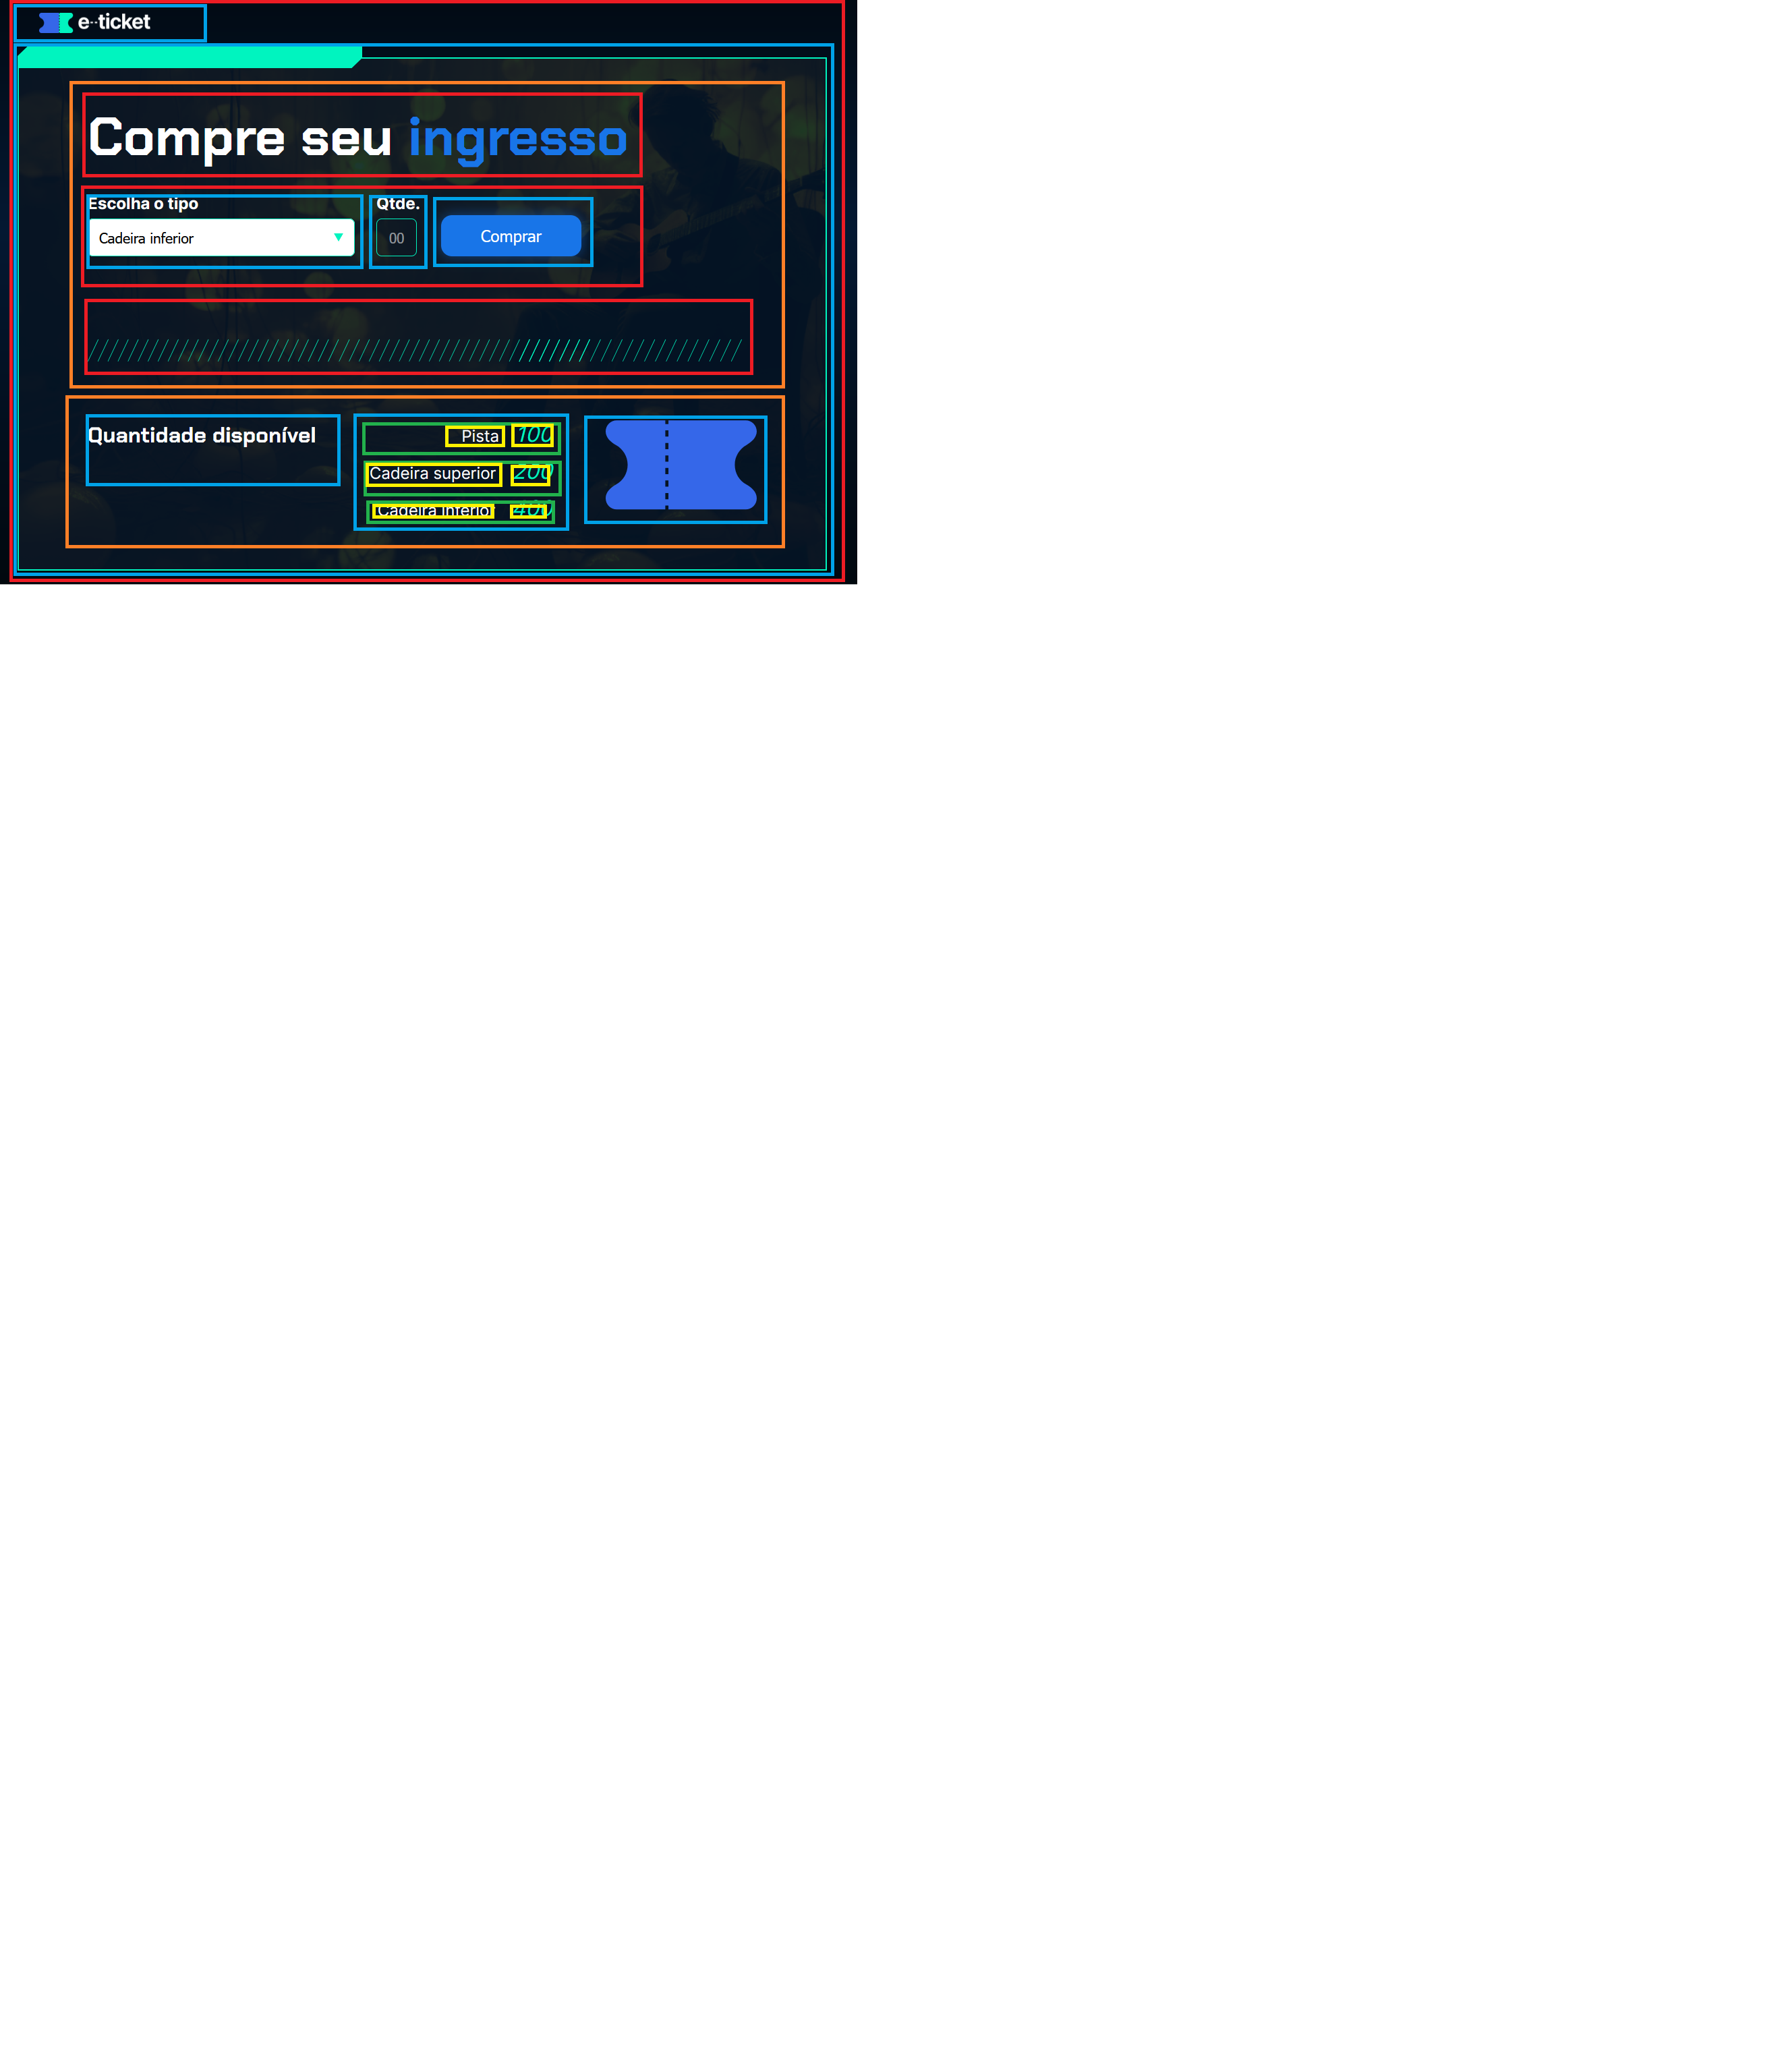 e--ticket
Compre seu ingresso
Escolha o tipo
Qtde.
Cadeira inferior
00
Comprar
Quantidade disponível
Pista 100
Cadeira superior 200
Cadeira inferior 400